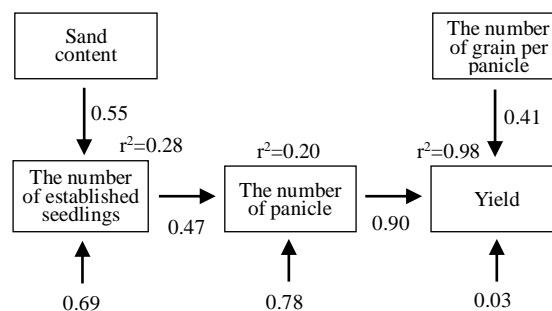 Sand
content
The number
of grain per
panicle
0.55
0.41
r²=0.28
r²=0.20
r²=0.98
The number
of established
seedlings
0.47
The number
of panicle
0.90
Yield
0.69
0.78
0.03